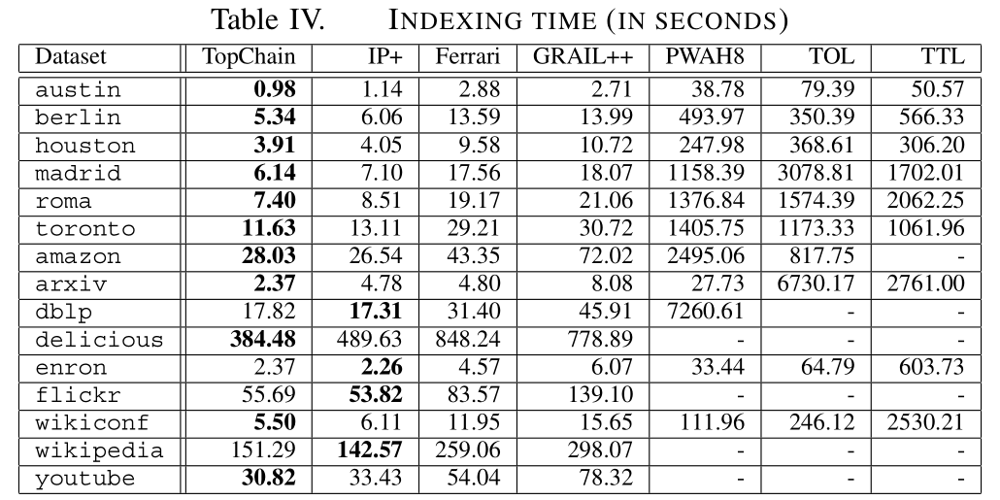 Table IV. INDEXING TIME (IN SECONDS)
Dataset TopChain IP+ Ferrari GRAIL++ PWAH8 TOL TTL
austin 0.98 1.14 2.88 2.71 38.78 79.39 50.57
berlin 5.34 6.06 13.59 13.99 493.97 350.39 566.33
houston 3.91 4.05 9.58 10.72 247.98 368.61 306.20
madrid 6.14 7.10 17.56 18.07 1158.39 3078.81 1702.01
roma 7.40 8.51 19.17 21.06 1376.84 1574.39 2062.25
toronto 11.63 13.11 29.21 30.72 1405.75 1173.33 1061.96
amazon 28.03 26.54 43.35 72.02 2495.06 817.75 -
arxiv 2.37 4.78 4.80 8.08 27.73 6730.17 2761.00
dblp 17.82 17.31 31.40 45.91 7260.61 - -
delicious 384.48 489.63 848.24 778.89 - - -
enron 2.37 2.26 4.57 6.07 33.44 64.79 603.73
flickr 55.69 53.82 83.57 139.10 - - -
wikiconf 5.50 6.11 11.95 15.65 111.96 246.12 2530.21
wikipedia 151.29 142.57 259.06 298.07 - - -
youtube 30.82 33.43 54.04 78.32 - - -